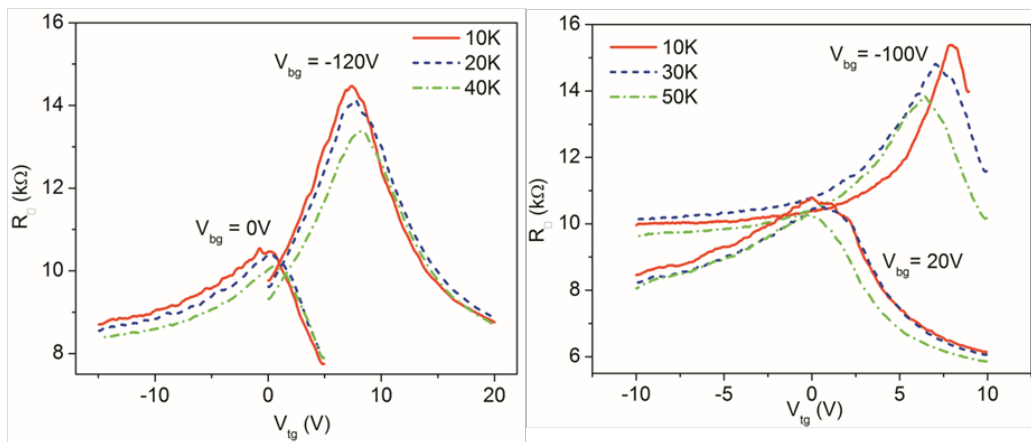 16
14
12
10
8
R□ (kΩ)
-10
0
10
20
V_tg (V)
V_bg = -120V
V_bg = 0V
10K
20K
40K
16
14
12
10
8
6
R□ (kΩ)
-10
-5
0
5
10
V_tg (V)
10K
30K
50K
V_bg = -100V
V_bg = 20V